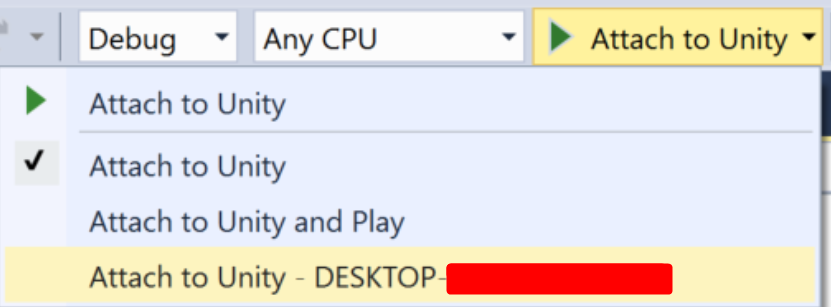 Debug Any CPU Attach to Unity
Attach to Unity
Attach to Unity
Attach to Unity and Play
Attach to Unity - DESKTOP-